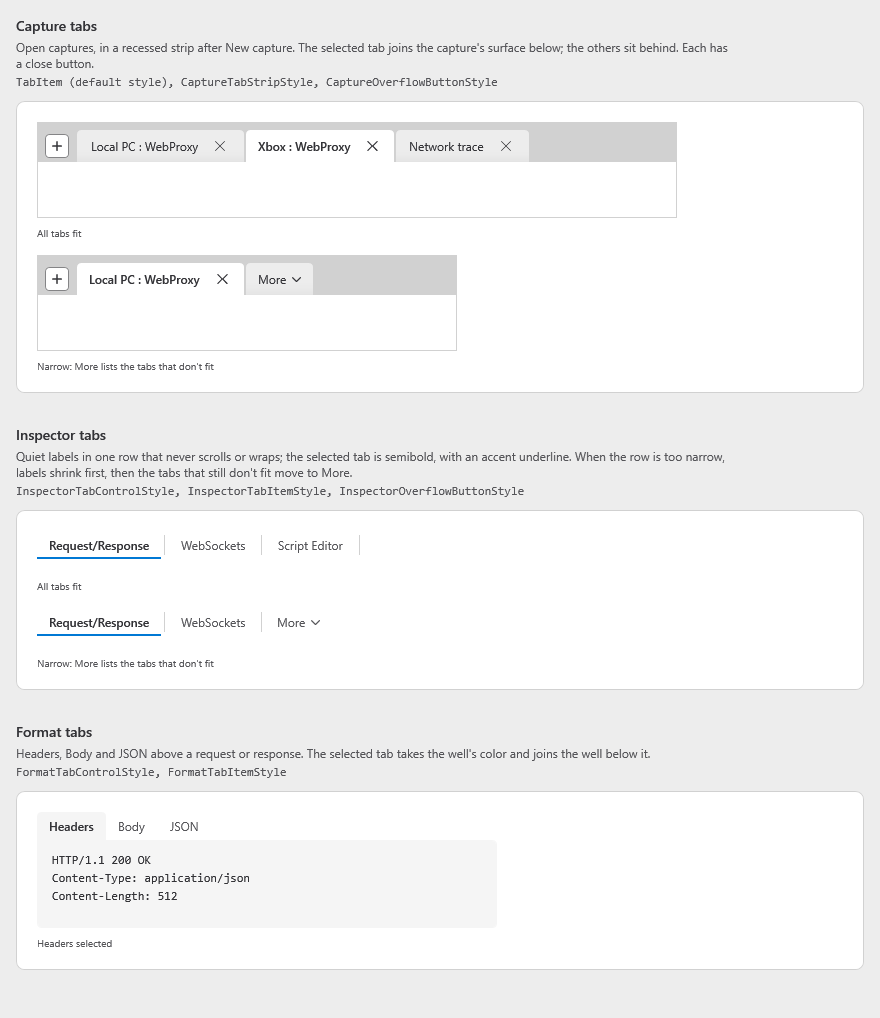 Capture tabs
Open captures, in a recessed strip after New capture. The selected tab joins the capture's surface below; the others sit behind. Each has
a close button.
TabItem (default style), CaptureTabStripStyle, CaptureOverflowButtonStyle
Local PC : WebProxy Xbox : WebProxy Network trace
All tabs fit
Local PC : WebProxy More
Narrow: More lists the tabs that don't fit
Inspector tabs
Quiet labels in one row that never scrolls or wraps; the selected tab is semibold, with an accent underline. When the row is too narrow,
labels shrink first, then the tabs that still don't fit move to More.
InspectorTabControlStyle, InspectorTabItemStyle, InspectorOverflowButtonStyle
Request/Response WebSockets Script Editor
All tabs fit
Request/Response WebSockets More
Narrow: More lists the tabs that don't fit
Format tabs
Headers, Body and JSON above a request or response. The selected tab takes the well's color and joins the well below it.
FormatTabControlStyle, FormatTabItemStyle
Headers Body JSON
HTTP/1.1 200 OK
Content-Type: application/json
Content-Length: 512
Headers selected